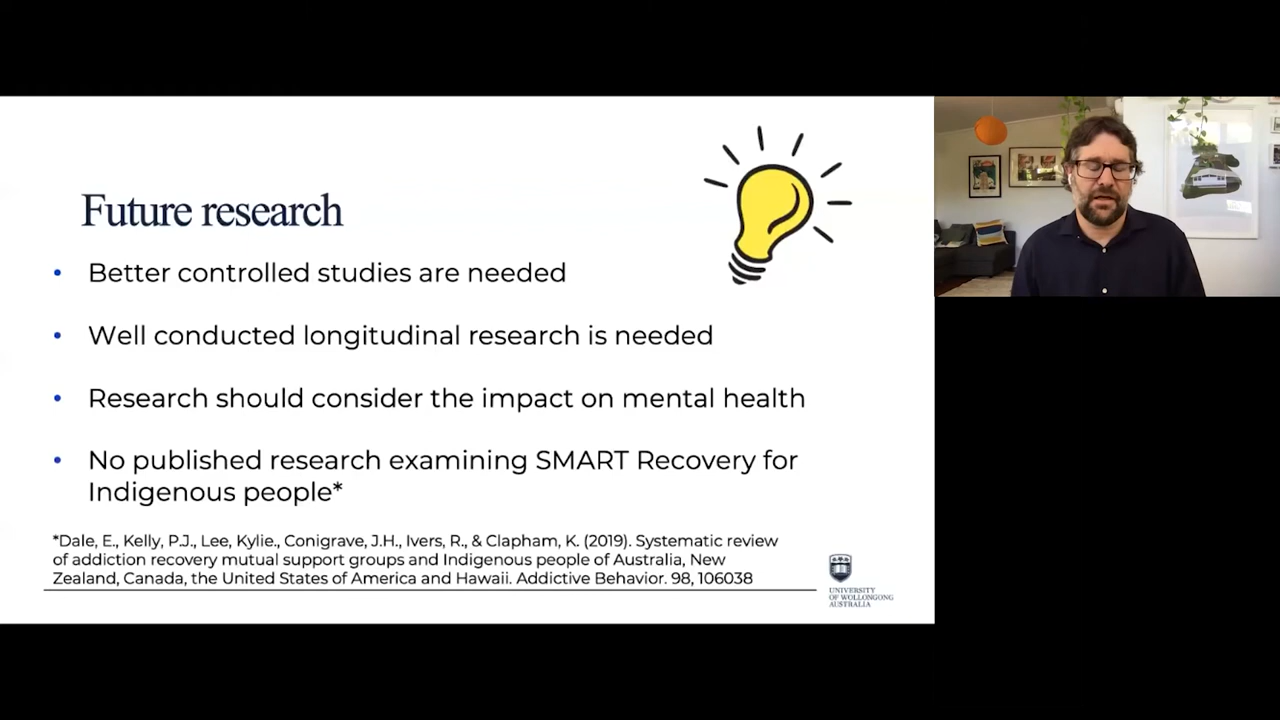 Future research
• Better controlled studies are needed
• Well conducted longitudinal research is needed
• Research should consider the impact on mental health
• No published research examining SMART Recovery for
Indigenous people*
*Dale, E., Kelly, P.J., Lee, Kylie., Conigrave, J.H., Ivers, R., & Clapham, K. (2019). Systematic review
of addiction recovery mutual support groups and Indigenous people of Australia, New
Zealand, Canada, the United States of America and Hawaii. Addictive Behavior. 98, 106038
UNIVERSITY
OF WOLLONGONG
AUSTRALIA